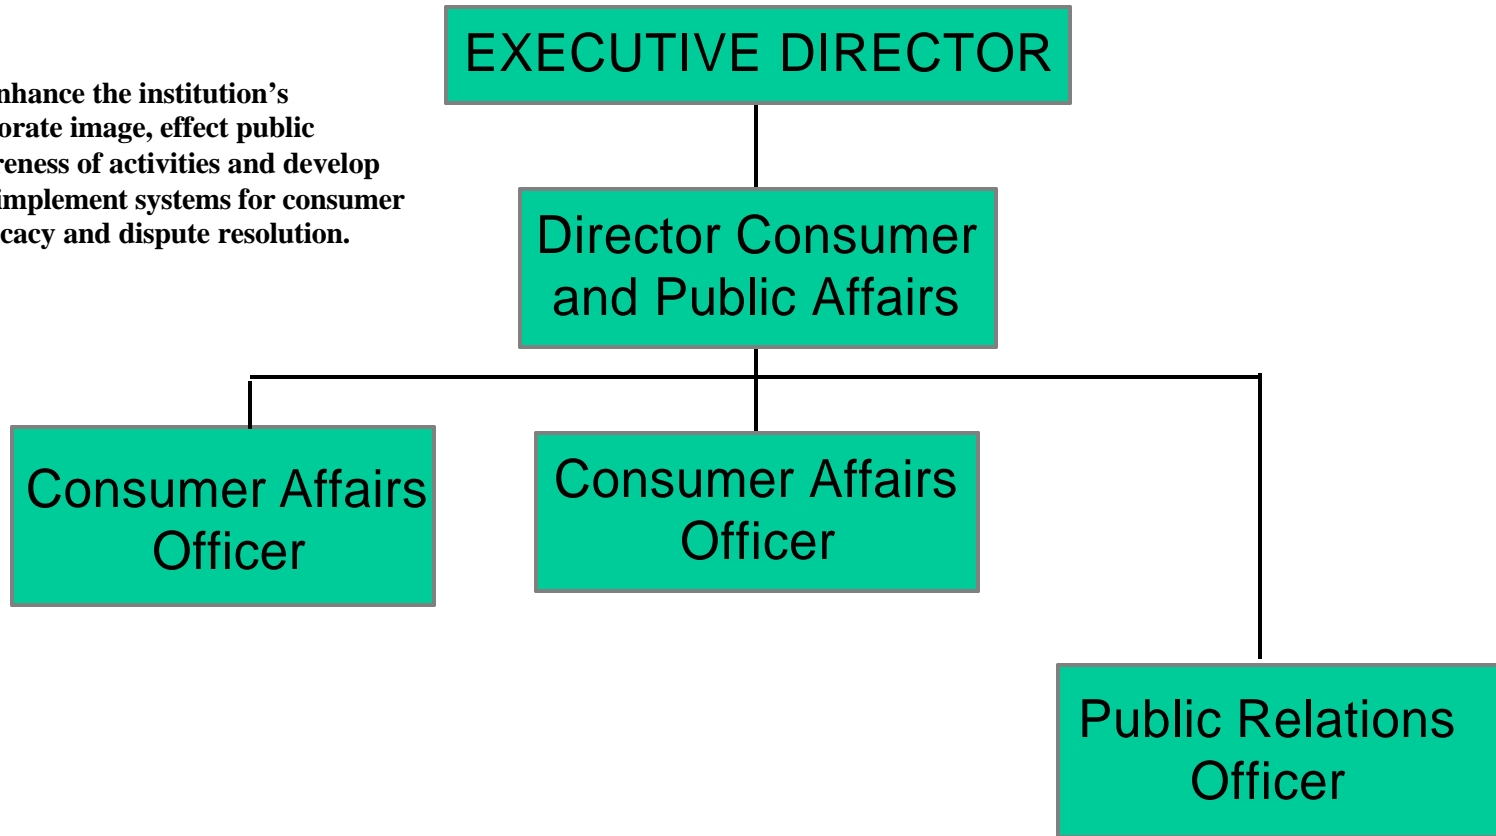 EXECUTIVE DIRECTOR
nhance the institution's
orate image, effect public
reness of activities and develop
implement systems for consumer
cacy and dispute resolution.
Director Consumer
and Public Affairs
Consumer Affairs
Officer
Consumer Affairs
Officer
Public Relations
Officer